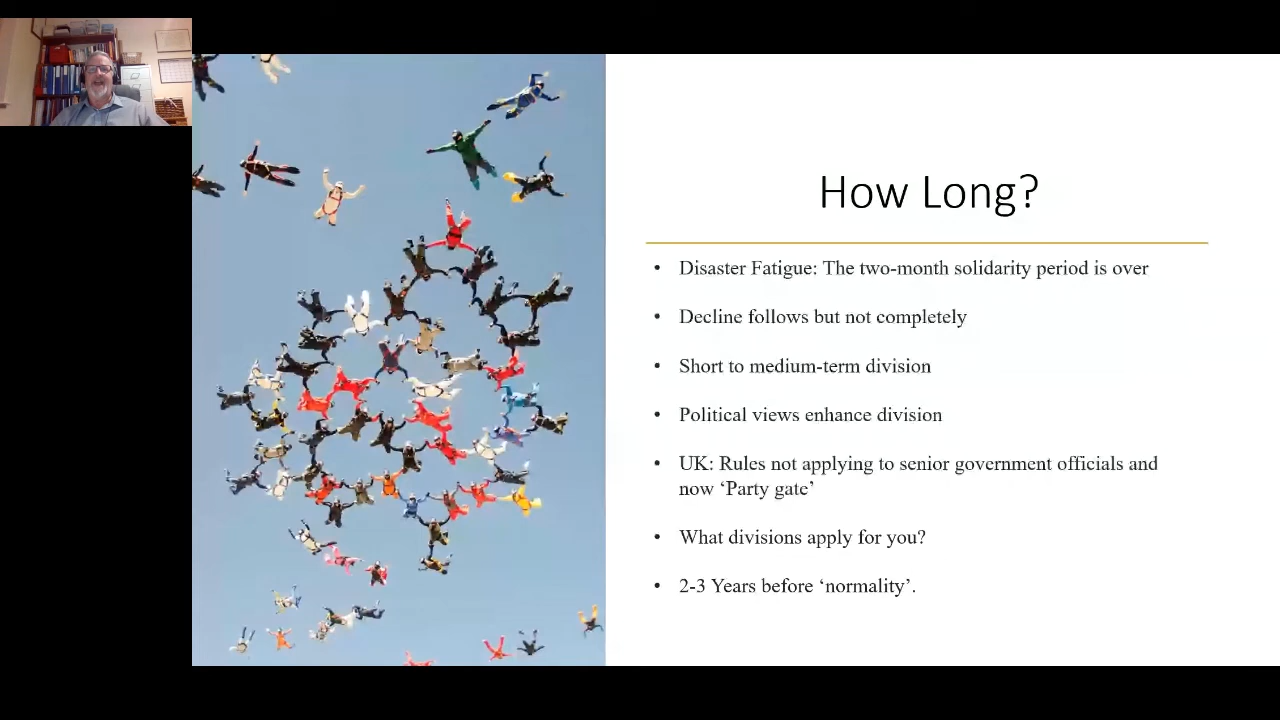 How Long?
• Disaster Fatigue: The two-month solidarity period is over
• Decline follows but not completely
• Short to medium-term division
• Political views enhance division
• UK: Rules not applying to senior government officials and
now ‘Party gate’
• What divisions apply for you?
• 2-3 Years before ‘normality’.